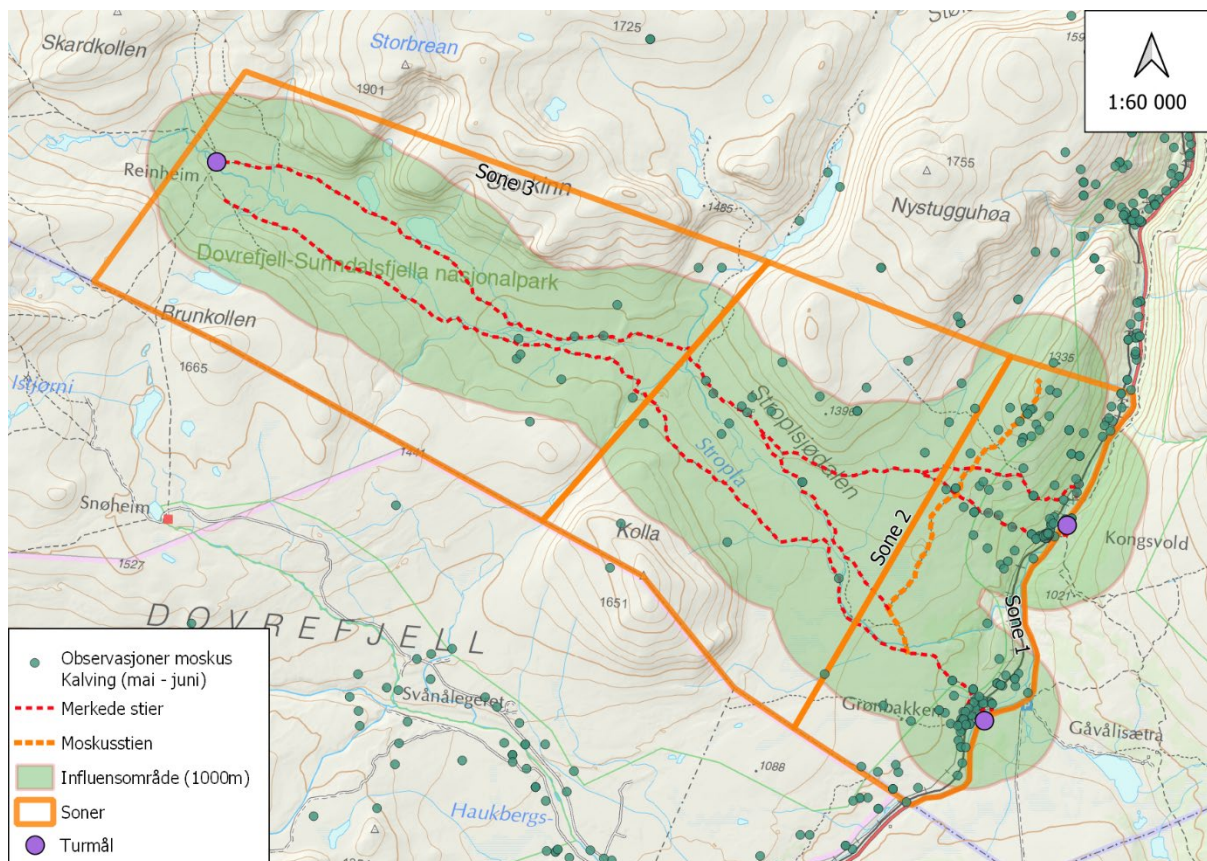 Skardkollen
Storbrean
1725
1901
1:60 000
1755
Reinheim
Sone 3
1485
Nystugguhøa
Dovrefjell-Sunndalsfjella nasjonalpark
Brunkollen
1665
1335
Istjørni
Stroplsjødalen
1441
Stropla
Snøheim
Sone 2
Kolla
Kongsvold
1527
1021
1651
Sone 1
DOVREFJELL
Observasjoner moskus
Kalving (mai - juni)
Merkede stier
Svånålegeret
Grønbakken
Gåvålisætra
Moskusstien
Influensområde (1000m)
1088
Soner
Haukbergs-
Turmål